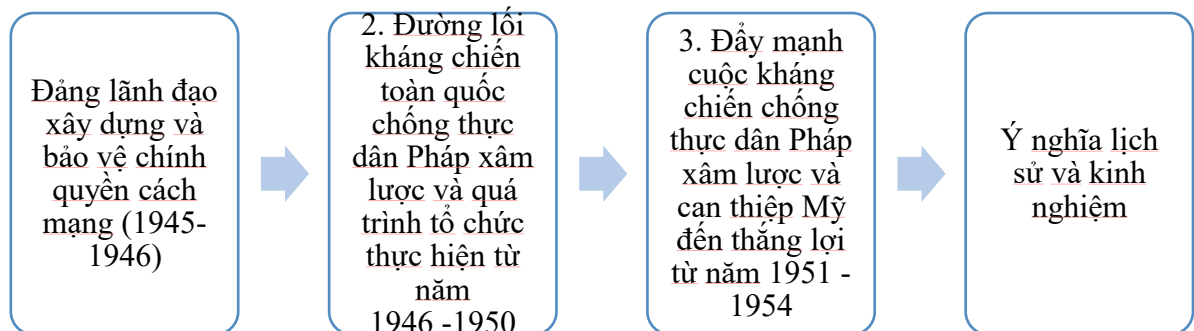 Đảng lãnh đạo
xây dựng và
bảo vệ chính
quyền cách
mạng (1945-
1946)
2. Đường lối
kháng chiến
toàn quốc
chống thực
dân Pháp xâm
lược và quá
trình tổ chức
thực hiện từ
năm
1946 -1950
3. Đẩy mạnh
cuộc kháng
chiến chống
thực dân Pháp
xâm lược và
can thiệp Mỹ
đến thắng lợi
từ năm 1951 -
1954
Ý nghĩa lịch
sử và kinh
nghiệm